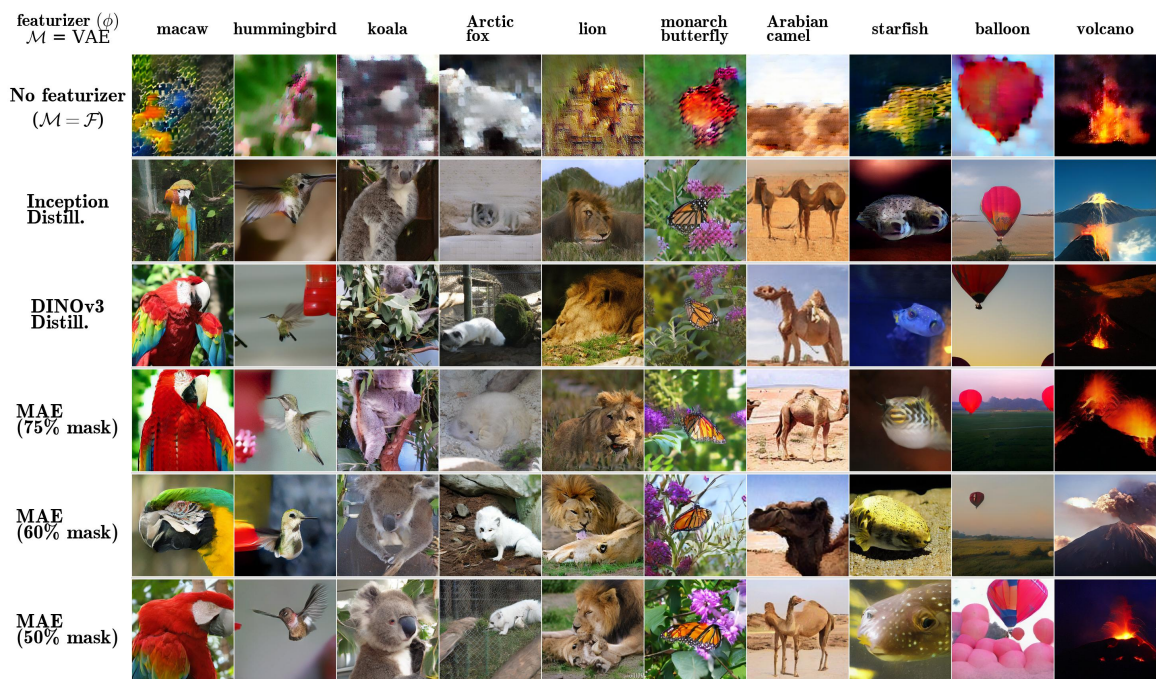 featurizer (ϕ)
ℳ = VAE
macaw
hummingbird
koala
Arctic
fox
lion
monarch
butterfly
Arabian
camel
starfish
balloon
volcano
No featurizer
(ℳ = ℱ)
Inception
Distill.
DINOv3
Distill.
MAE
(75% mask)
MAE
(60% mask)
MAE
(50% mask)